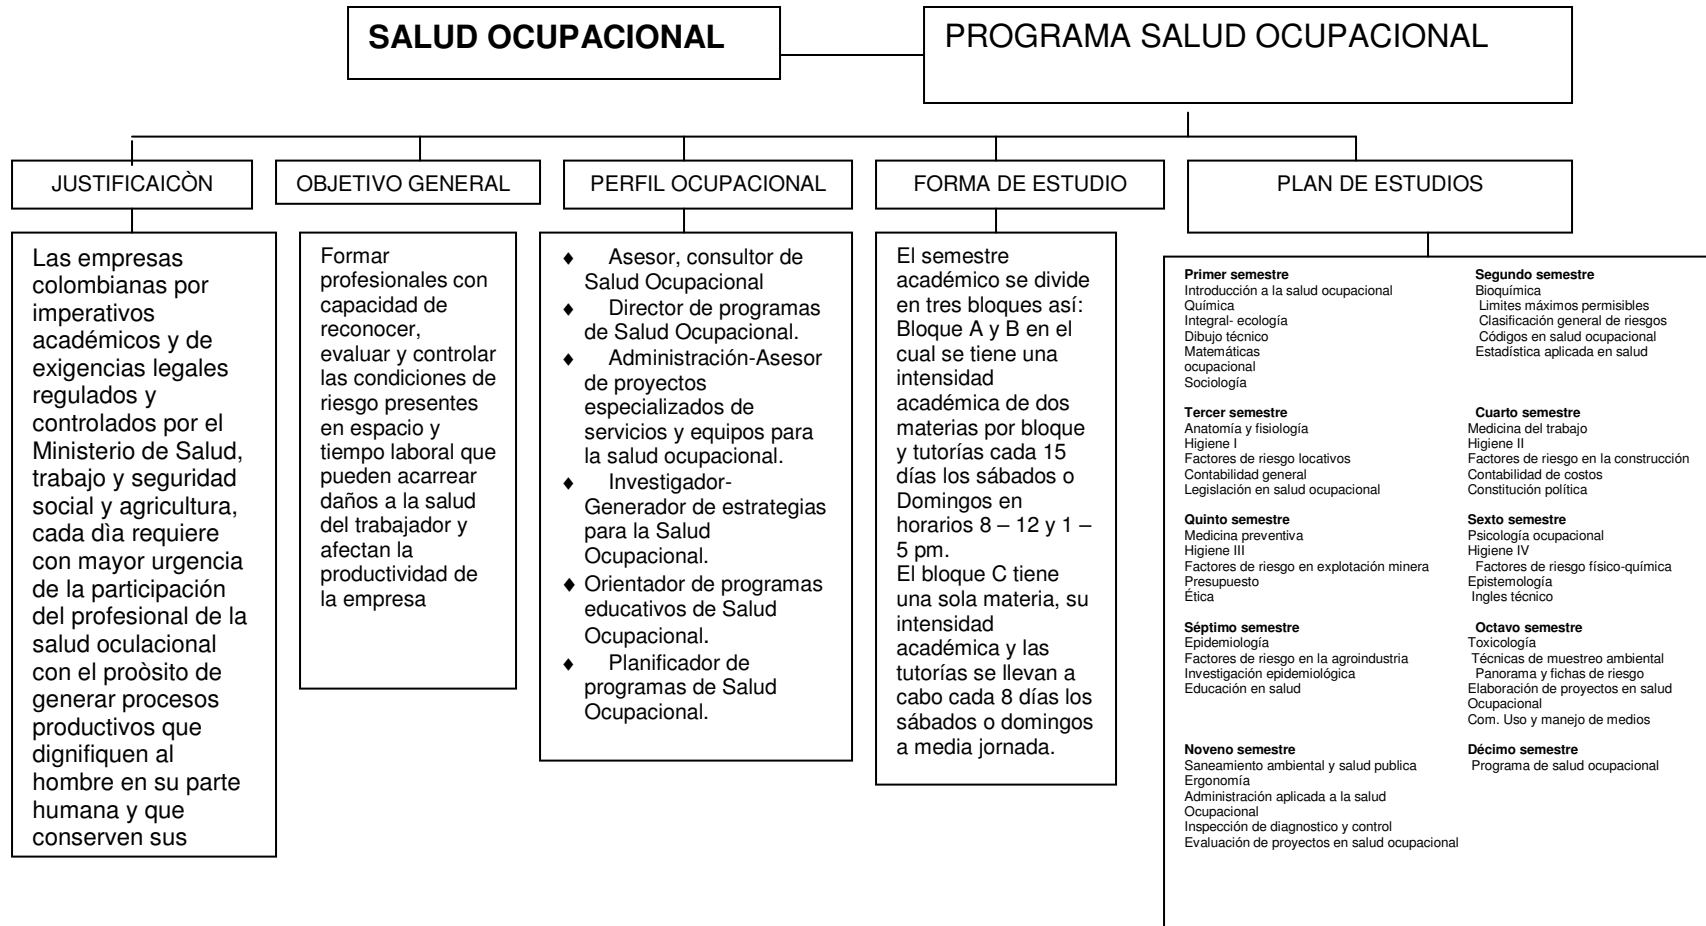 SALUD OCUPACIONAL
PROGRAMA SALUD OCUPACIONAL
JUSTIFICAICÒN
Las empresas
colombianas por
imperativos
académicos y de
exigencias legales
regulados y
controlados por el
Ministerio de Salud,
trabajo y seguridad
social y agricultura,
cada dìa requiere
con mayor urgencia
de la participación
del profesional de la
salud oculacional
con el proòsito de
generar procesos
productivos que
dignifiquen al
hombre en su parte
humana y que
conserven sus
OBJETIVO GENERAL
Formar
profesionales con
capacidad de
reconocer,
evaluar y controlar
las condiciones de
riesgo presentes
en espacio y
tiempo laboral que
pueden acarrear
daños a la salud
del trabajador y
afectan la
productividad de
la empresa
PERFIL OCUPACIONAL
♦ Asesor, consultor de
Salud Ocupacional
♦ Director de programas
de Salud Ocupacional.
♦ Administración-Asesor
de proyectos
especializados de
servicios y equipos para
la salud ocupacional.
♦ Investigador-
Generador de estrategias
para la Salud
Ocupacional.
♦ Orientador de programas
educativos de Salud
Ocupacional.
♦ Planificador de
programas de Salud
Ocupacional.
FORMA DE ESTUDIO
El semestre
académico se divide
en tres bloques así:
Bloque A y B en el
cual se tiene una
intensidad
académica de dos
materias por bloque
y tutorías cada 15
días los sábados o
Domingos en
horarios 8 – 12 y 1 –
5 pm.
El bloque C tiene
una sola materia, su
intensidad
académica y las
tutorías se llevan a
cabo cada 8 días los
sábados o domingos
a media jornada.
PLAN DE ESTUDIOS
Primer semestre
Introducción a la salud ocupacional
Química
Integral- ecología
Dibujo técnico
Matemáticas
ocupacional
Sociología
Segundo semestre
Bioquímica
Limites máximos permisibles
Clasificación general de riesgos
Códigos en salud ocupacional
Estadística aplicada en salud
Tercer semestre
Anatomía y fisiología
Higiene I
Factores de riesgo locativos
Contabilidad general
Legislación en salud ocupacional
Cuarto semestre
Medicina del trabajo
Higiene II
Factores de riesgo en la construcción
Contabilidad de costos
Constitución política
Quinto semestre
Medicina preventiva
Higiene III
Factores de riesgo en explotación minera
Presupuesto
Ética
Sexto semestre
Psicología ocupacional
Higiene IV
Factores de riesgo físico-química
Epistemología
Ingles técnico
Séptimo semestre
Epidemiología
Factores de riesgo en la agroindustria
Investigación epidemiológica
Educación en salud
Octavo semestre
Toxicología
Técnicas de muestreo ambiental
Panorama y fichas de riesgo
Elaboración de proyectos en salud
Ocupacional
Com. Uso y manejo de medios
Noveno semestre
Saneamiento ambiental y salud publica
Ergonomía
Administración aplicada a la salud
Ocupacional
Inspección de diagnostico y control
Evaluación de proyectos en salud ocupacional
Décimo semestre
Programa de salud ocupacional